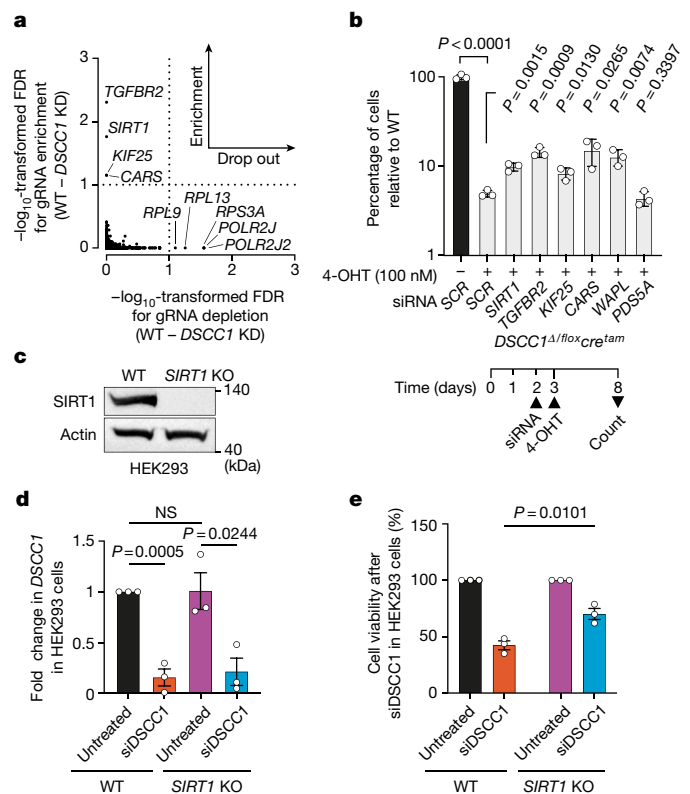 a
3
2
1
0
0
1
2
3
–log10-transformed FDR
for gRNA enrichment
(WT – DSCC1 KD)
TGFBR2
SIRT1
KIF25
CARS
Enrichment
Drop out
RPL9
RPL13
RPS3A
POLR2J
POLR2J2
–log10-transformed FDR
for gRNA depletion
(WT – DSCC1 KD)
b
P < 0.0001
P = 0.0015
P = 0.0009
P = 0.0130
P = 0.0265
P = 0.0074
P = 0.3397
Percentage of cells
relative to WT
100
10
1
4-OHT (100 nM) – + + + + + + +
siRNA SCR SCR SIRT1 TGFBR2 KIF25 CARS WAPL PDS5A
DSCC1Δ/floxcretam
Time (days) 0 1 2 3 8
siRNA
4-OHT
Count
c
WT SIRT1 KO
SIRT1
140
Actin
40
HEK293
(kDa)
d
NS
P = 0.0005
P = 0.0244
Fold change in DSCC1
in HEK293 cells
1.5
1
0.5
0
Untreated
siDSCC1
Untreated
siDSCC1
WT
SIRT1 KO
e
P = 0.0101
Cell viability after
siDSCC1 in HEK293 cells (%)
150
100
50
0
Untreated
siDSCC1
Untreated
siDSCC1
WT
SIRT1 KO